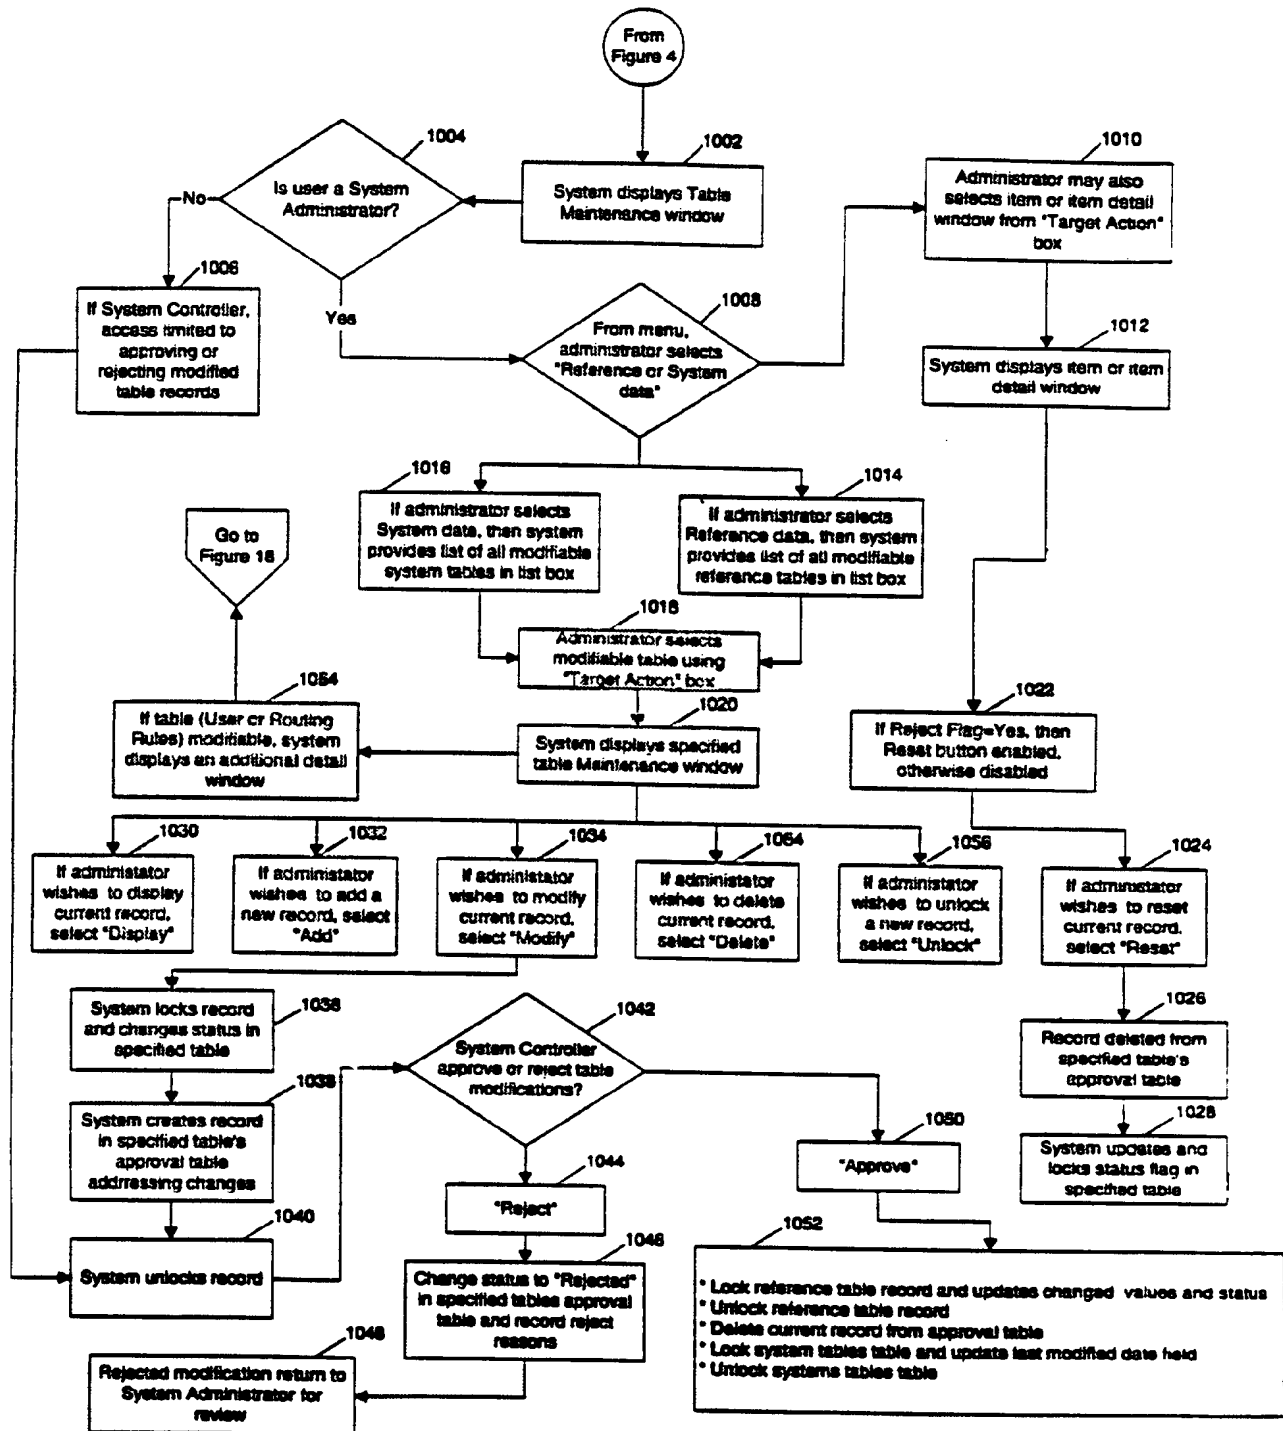 From
Figure 4
1004
Is user a System
Administrator?
1002
System displays Table
Maintenance window
1010
Administrator may also
selects item or item detail
window from "Target Action"
box
No
1006
If System Controller,
access limited to
approving or
rejecting modified
table records
Yes
1008
From menu,
administrator selects
"Reference or System
data"
1012
System displays item or item
detail window
1016
If administrator selects
System data, then system
provides list of all modifiable
system tables in list box
1014
If administrator selects
Reference data, then system
provides list of all modifiable
reference tables in list box
Go to
Figure 16
1018
Administrator selects
modifiable table using
"Target Action" box
1054
If table (User or Routing
Rules) modifiable, system
displays an additional detail
window
1020
System displays specified
table Maintenance window
1022
If Reject Flag=Yes, then
Reset button enabled,
otherwise disabled
1030
If administator
wishes to display
current record,
select "Display"
1032
If administator
wishes to add a
new record, select
"Add"
1034
If administator
wishes to modify
current record,
select "Modify"
1054
If administator
wishes to delete
current record,
select "Delete"
1056
If administator
wishes to unlock
a new record,
select "Unlock"
1024
If administator
wishes to reset
current record,
select "Reset"
1036
System locks record
and changes status in
specified table
1042
System Controller
approve or reject table
modifications?
1026
Record deleted from
specified table's
approval table
1038
System creates record
in specified table's
approval table
addrressing changes
1028
System updates and
locks status flag in
specified table
1050
"Approve"
1044
"Reject"
1040
System unlocks record
1046
Change status to "Rejected"
in specified tables approval
table and record reject
reasons
1052
* Lock reference table record and updates changed values and status
* Unlock reference table record
* Delete current record from approval table
* Lock system tables table and update last modified date field
* Unlock systems tables table
1048
Rejected modification return to
System Administrator for
review